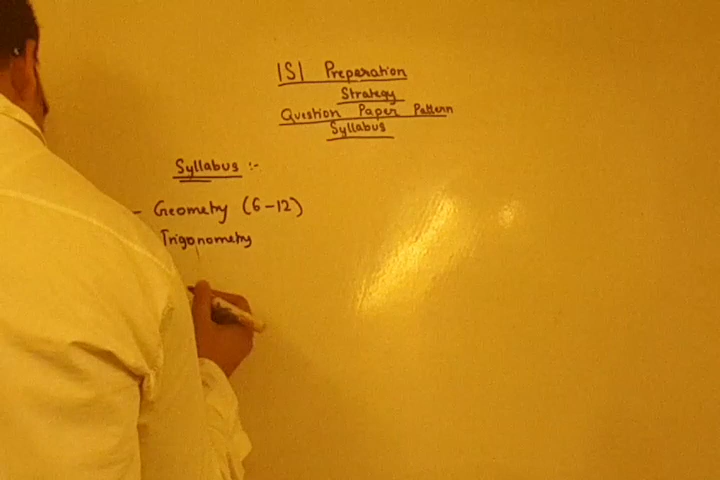 ISI Preparation
Strategy
Question Paper Pattern
Syllabus
Syllabus :-
- Geometry (6-12)
Trigonometry